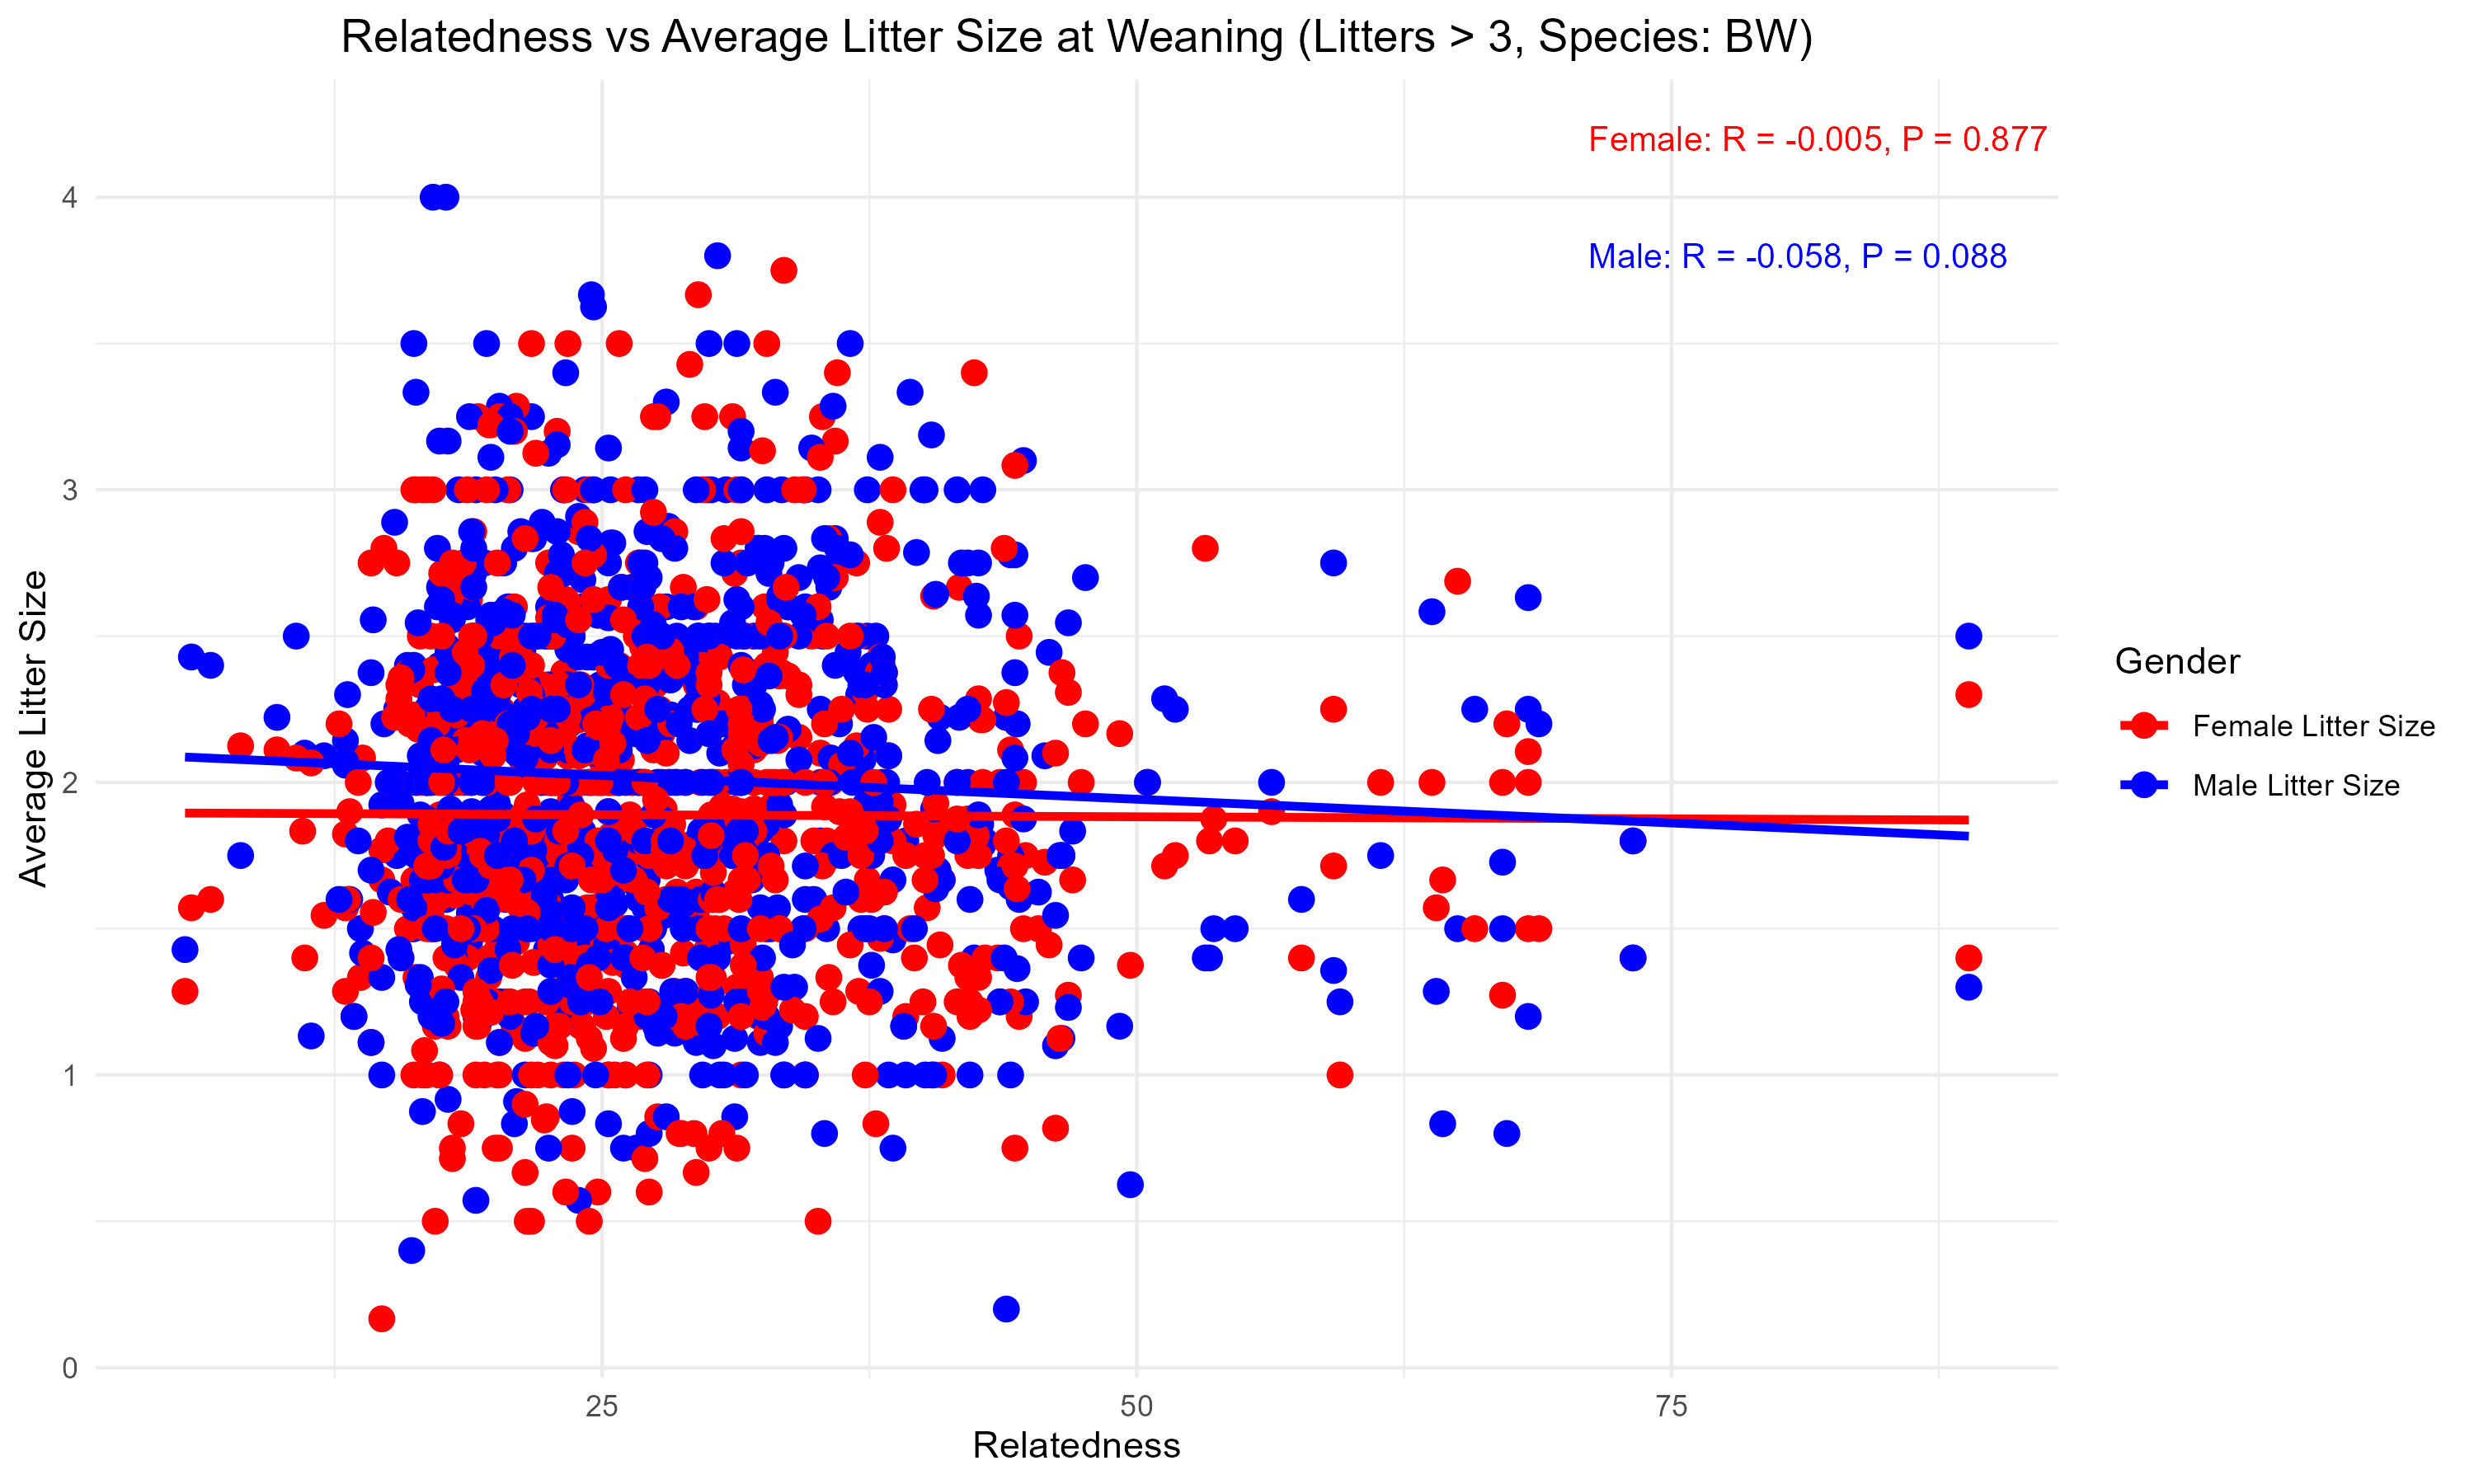 Relatedness vs Average Litter Size at Weaning (Litters > 3, Species: BW)
Female: R = -0.005, P = 0.877
Male: R = -0.058, P = 0.088
Average Litter Size
4
3
2
1
0
25
50
75
Relatedness
Gender
Female Litter Size
Male Litter Size